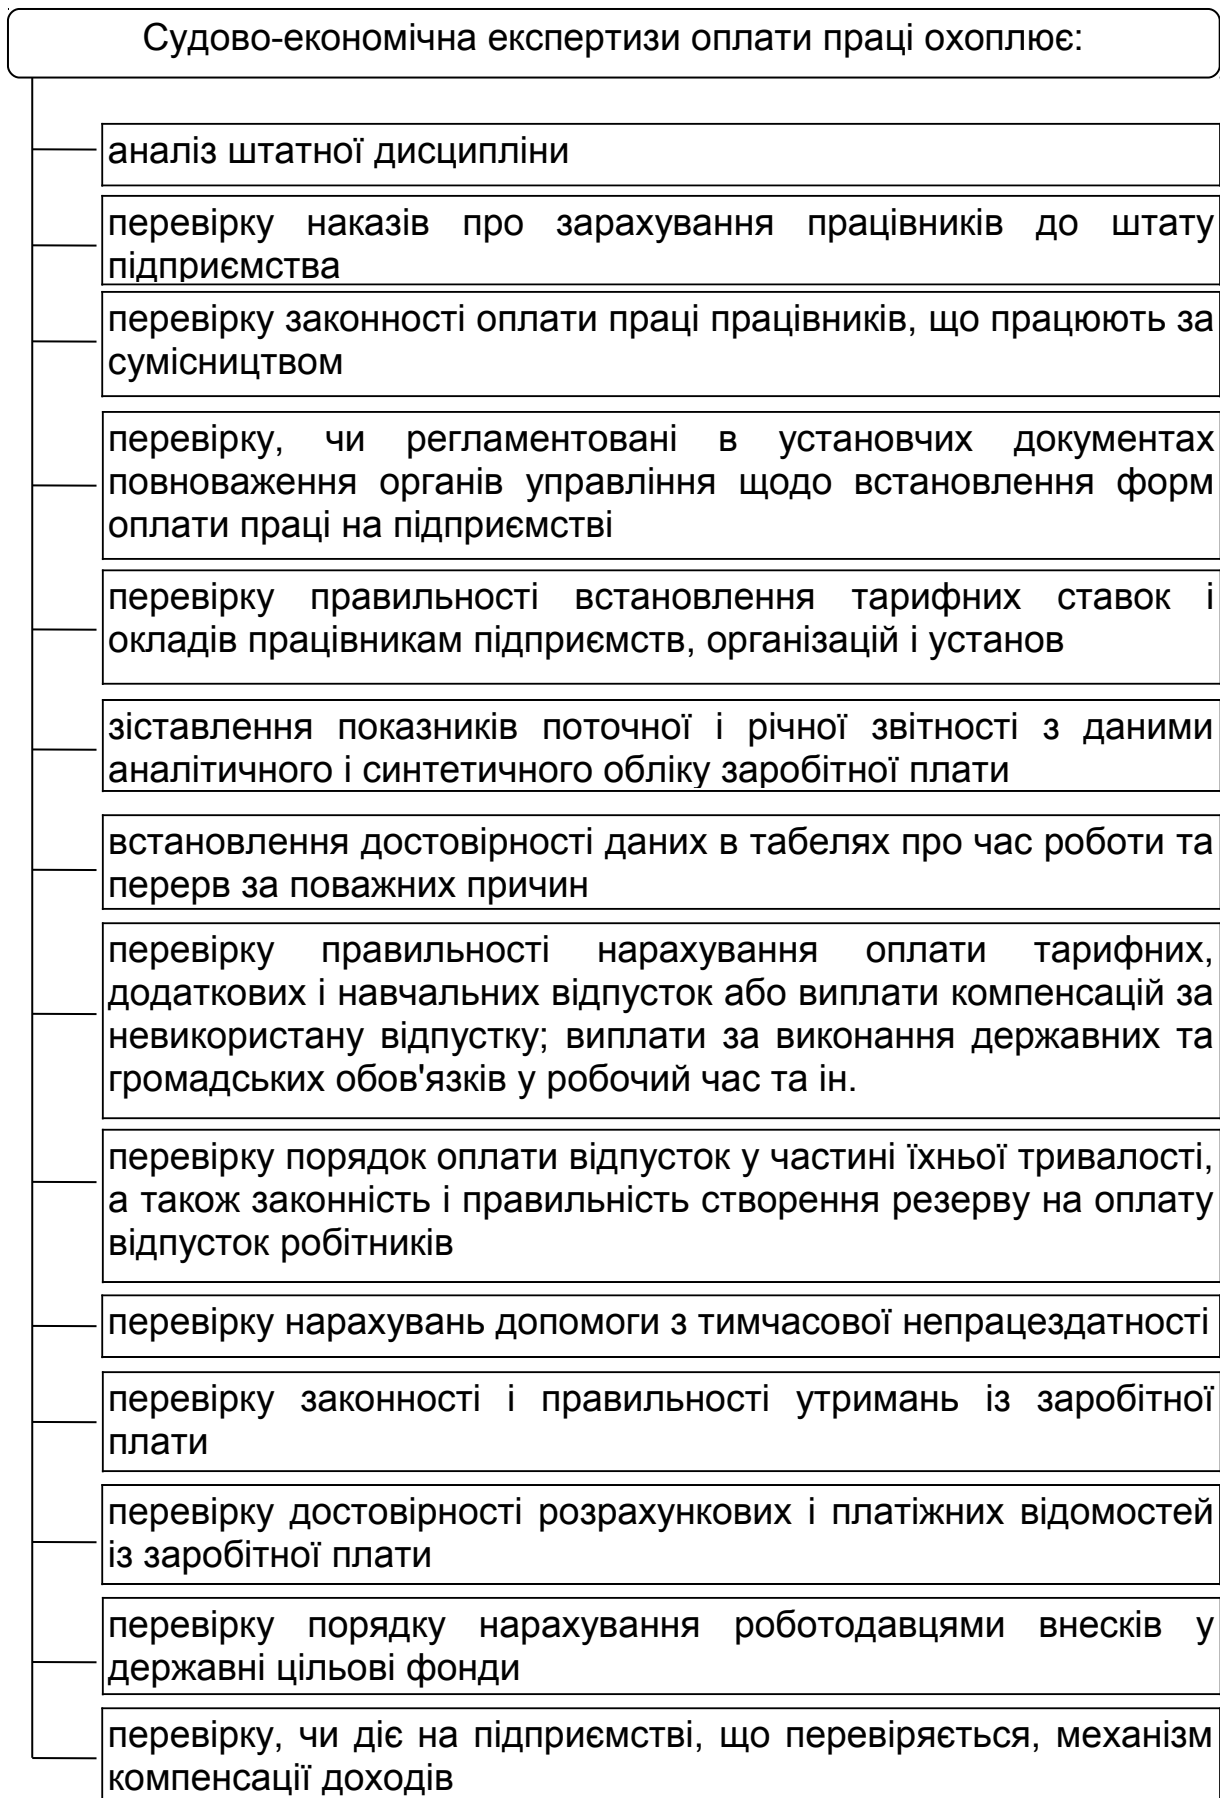 Судово-економічна експертизи оплати праці охоплює:
аналіз штатної дисципліни
перевірку наказів про зарахування працівників до штату
підприємства
перевірку законності оплати праці працівників, що працюють за
сумісництвом
перевірку, чи регламентовані в установчих документах
повноваження органів управління щодо встановлення форм
оплати праці на підприємстві
перевірку правильності встановлення тарифних ставок і
окладів працівникам підприємств, організацій і установ
зіставлення показників поточної і річної звітності з даними
аналітичного і синтетичного обліку заробітної плати
встановлення достовірності даних в табелях про час роботи та
перерв за поважних причин
перевірку правильності нарахування оплати тарифних,
додаткових і навчальних відпусток або виплати компенсацій за
невикористану відпустку; виплати за виконання державних та
громадських обов'язків у робочий час та ін.
перевірку порядок оплати відпусток у частині їхньої тривалості,
а також законність і правильність створення резерву на оплату
відпусток робітників
перевірку нарахувань допомоги з тимчасової непрацездатності
перевірку законності і правильності утримань із заробітної
плати
перевірку достовірності розрахункових і платіжних відомостей
із заробітної плати
перевірку порядку нарахування роботодавцями внесків у
державні цільові фонди
перевірку, чи діє на підприємстві, що перевіряється, механізм
компенсації доходів